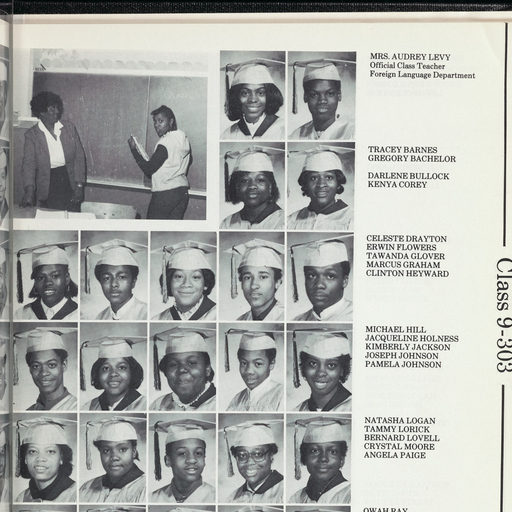 MRS. AUDREY LEVY
Official Class Teacher
Foreign Language Department
TRACEY BARNES
GREGORY BACHELOR
DARLENE BULLOCK
KENYA COREY
CELESTE DRAYTON
ERWIN FLOWERS
TAWANDA GLOVER
MARCUS GRAHAM
CLINTON HEYWARD
Class 9-303
MICHAEL HILL
JACQUELINE HOLNESS
KIMBERLY JACKSON
JOSEPH JOHNSON
PAMELA JOHNSON
NATASHA LOGAN
TAMMY LORICK
BERNARD LOVELL
CRYSTAL MOORE
ANGELA PAIGE
OWAH RAY